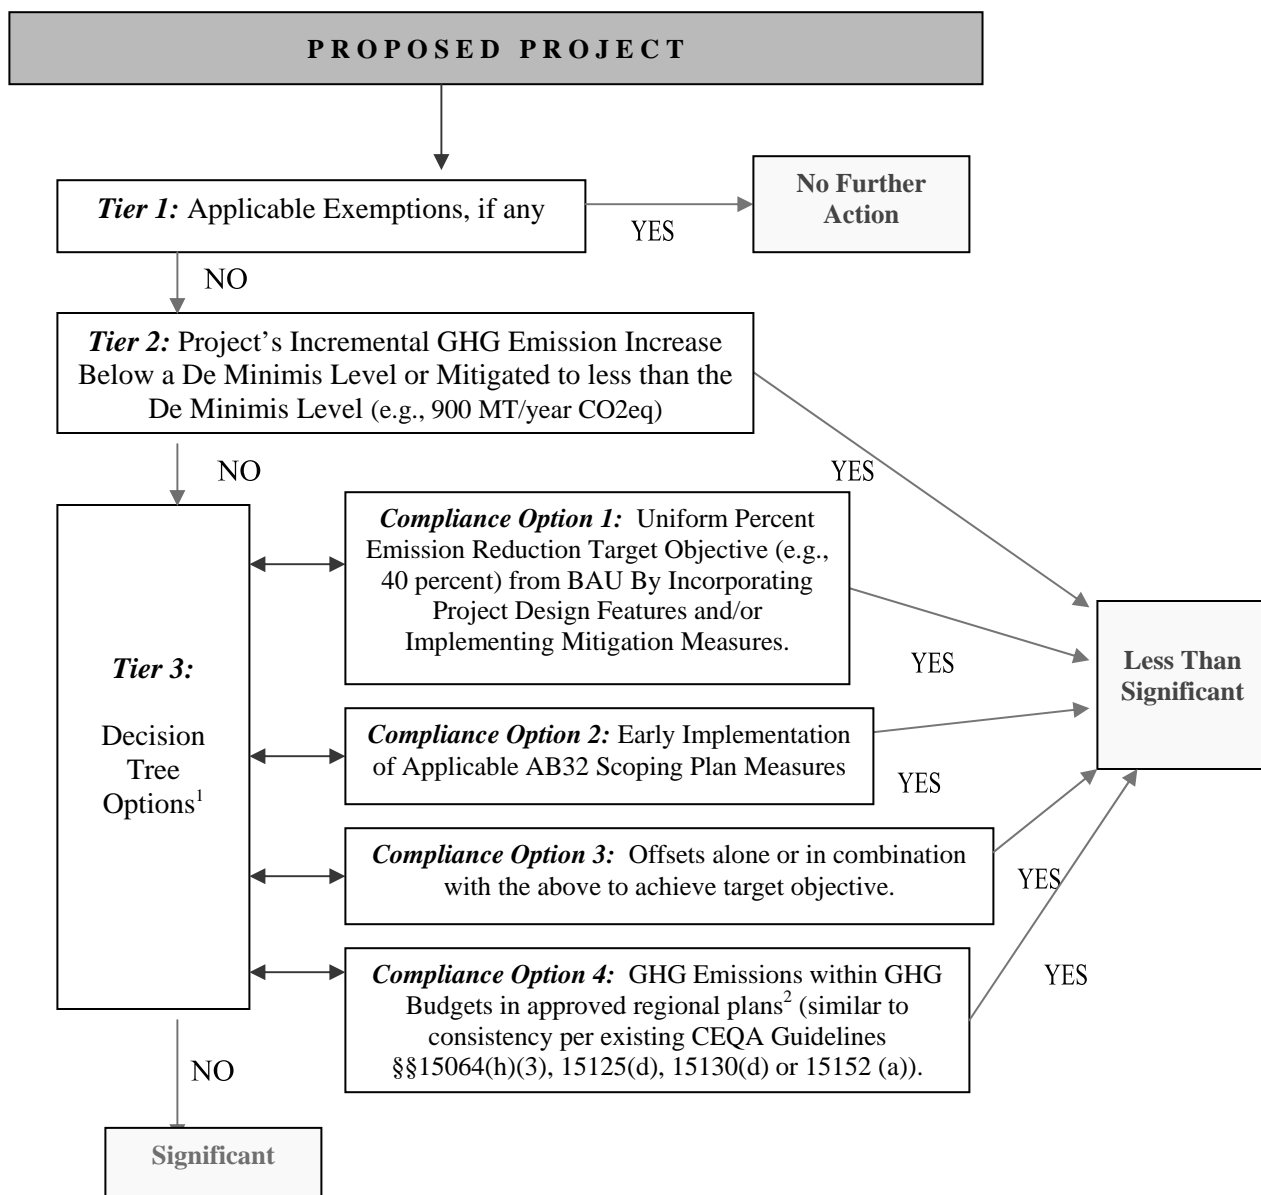 PROPOSED PROJECT
Tier 1: Applicable Exemptions, if any
YES
No Further
Action
NO
Tier 2: Project’s Incremental GHG Emission Increase
Below a De Minimis Level or Mitigated to less than the
De Minimis Level (e.g., 900 MT/year CO2eq)
YES
NO
Tier 3:
Decision
Tree
Options1
Compliance Option 1: Uniform Percent
Emission Reduction Target Objective (e.g.,
40 percent) from BAU By Incorporating
Project Design Features and/or
Implementing Mitigation Measures.
YES
Less Than
Significant
Compliance Option 2: Early Implementation
of Applicable AB32 Scoping Plan Measures
YES
Compliance Option 3: Offsets alone or in combination
with the above to achieve target objective.
YES
Compliance Option 4: GHG Emissions within GHG
Budgets in approved regional plans2 (similar to
consistency per existing CEQA Guidelines
§§15064(h)(3), 15125(d), 15130(d) or 15152 (a)).
YES
NO
Significant